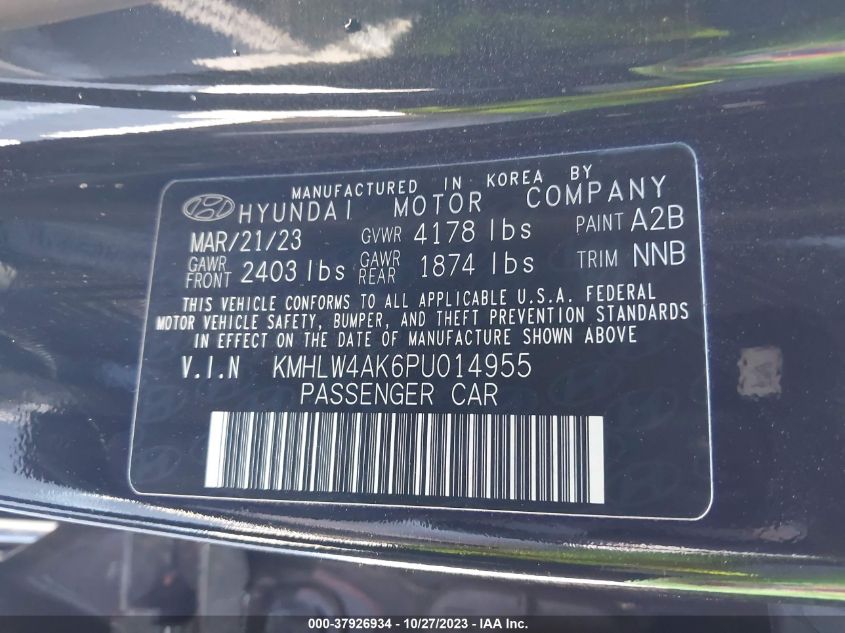 MANUFACTURED IN KOREA BY
HYUNDAI MOTOR COMPANY
MAR/21/23 GVWR 4178 lbs PAINT A2B
GAWR FRONT 2403 lbs GAWR REAR 1874 lbs TRIM NNB
THIS VEHICLE CONFORMS TO ALL APPLICABLE U.S.A. FEDERAL
MOTOR VEHICLE SAFETY, BUMPER, AND THEFT PREVENTION STANDARDS
IN EFFECT ON THE DATE OF MANUFACTURE SHOWN ABOVE
V.I.N KMHLW4AK6PU014955
PASSENGER CAR
000-37926934 - 10/27/2023 - IAA Inc.